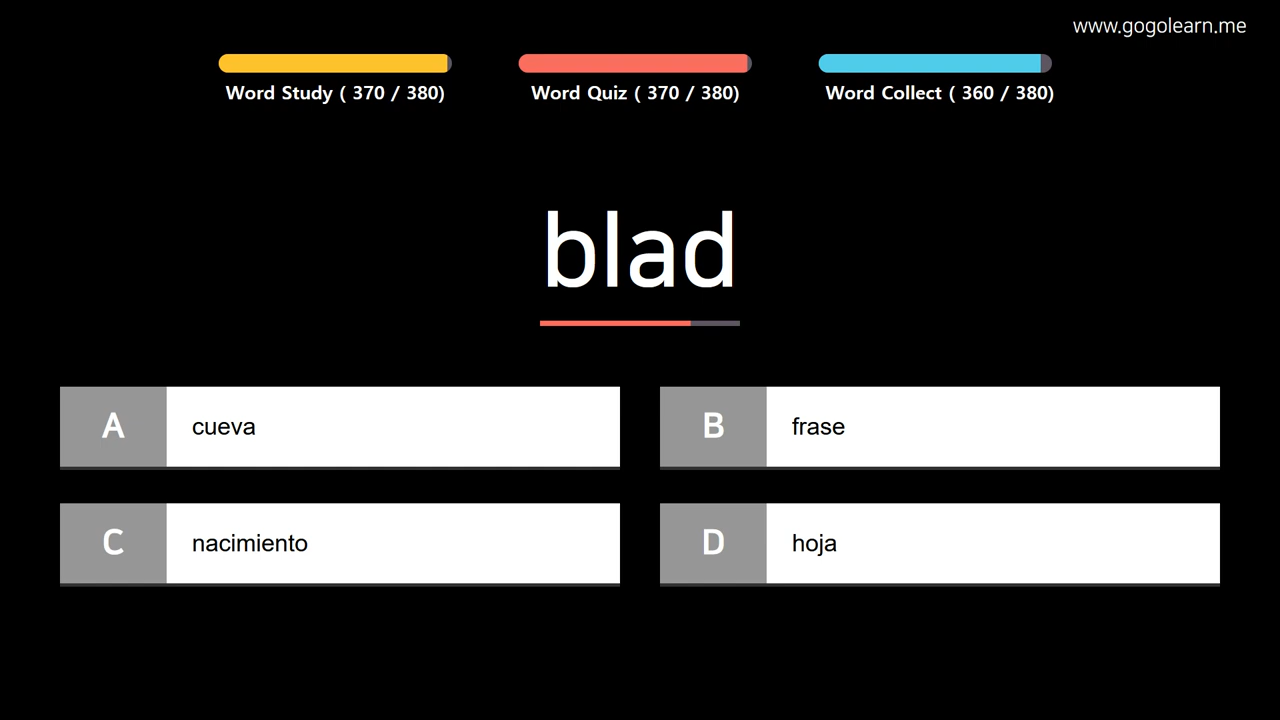 www.gogolearn.me
Word Study ( 370 / 380)
Word Quiz ( 370 / 380)
Word Collect ( 360 / 380)
blad
A cueva
B frase
C nacimiento
D hoja